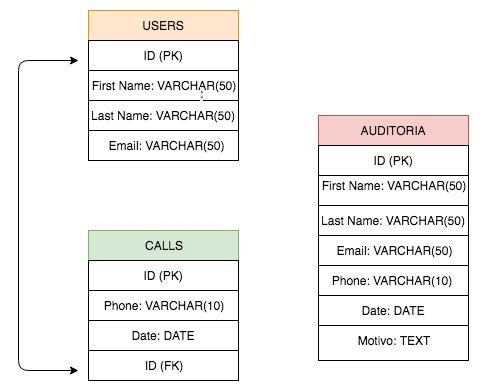 USERS
ID (PK)
First Name: VARCHAR(50)
Last Name: VARCHAR(50)
Email: VARCHAR(50)
CALLS
ID (PK)
Phone: VARCHAR(10)
Date: DATE
ID (FK)
AUDITORIA
ID (PK)
First Name: VARCHAR(50)
Last Name: VARCHAR(50)
Email: VARCHAR(50)
Phone: VARCHAR(10)
Date: DATE
Motivo: TEXT